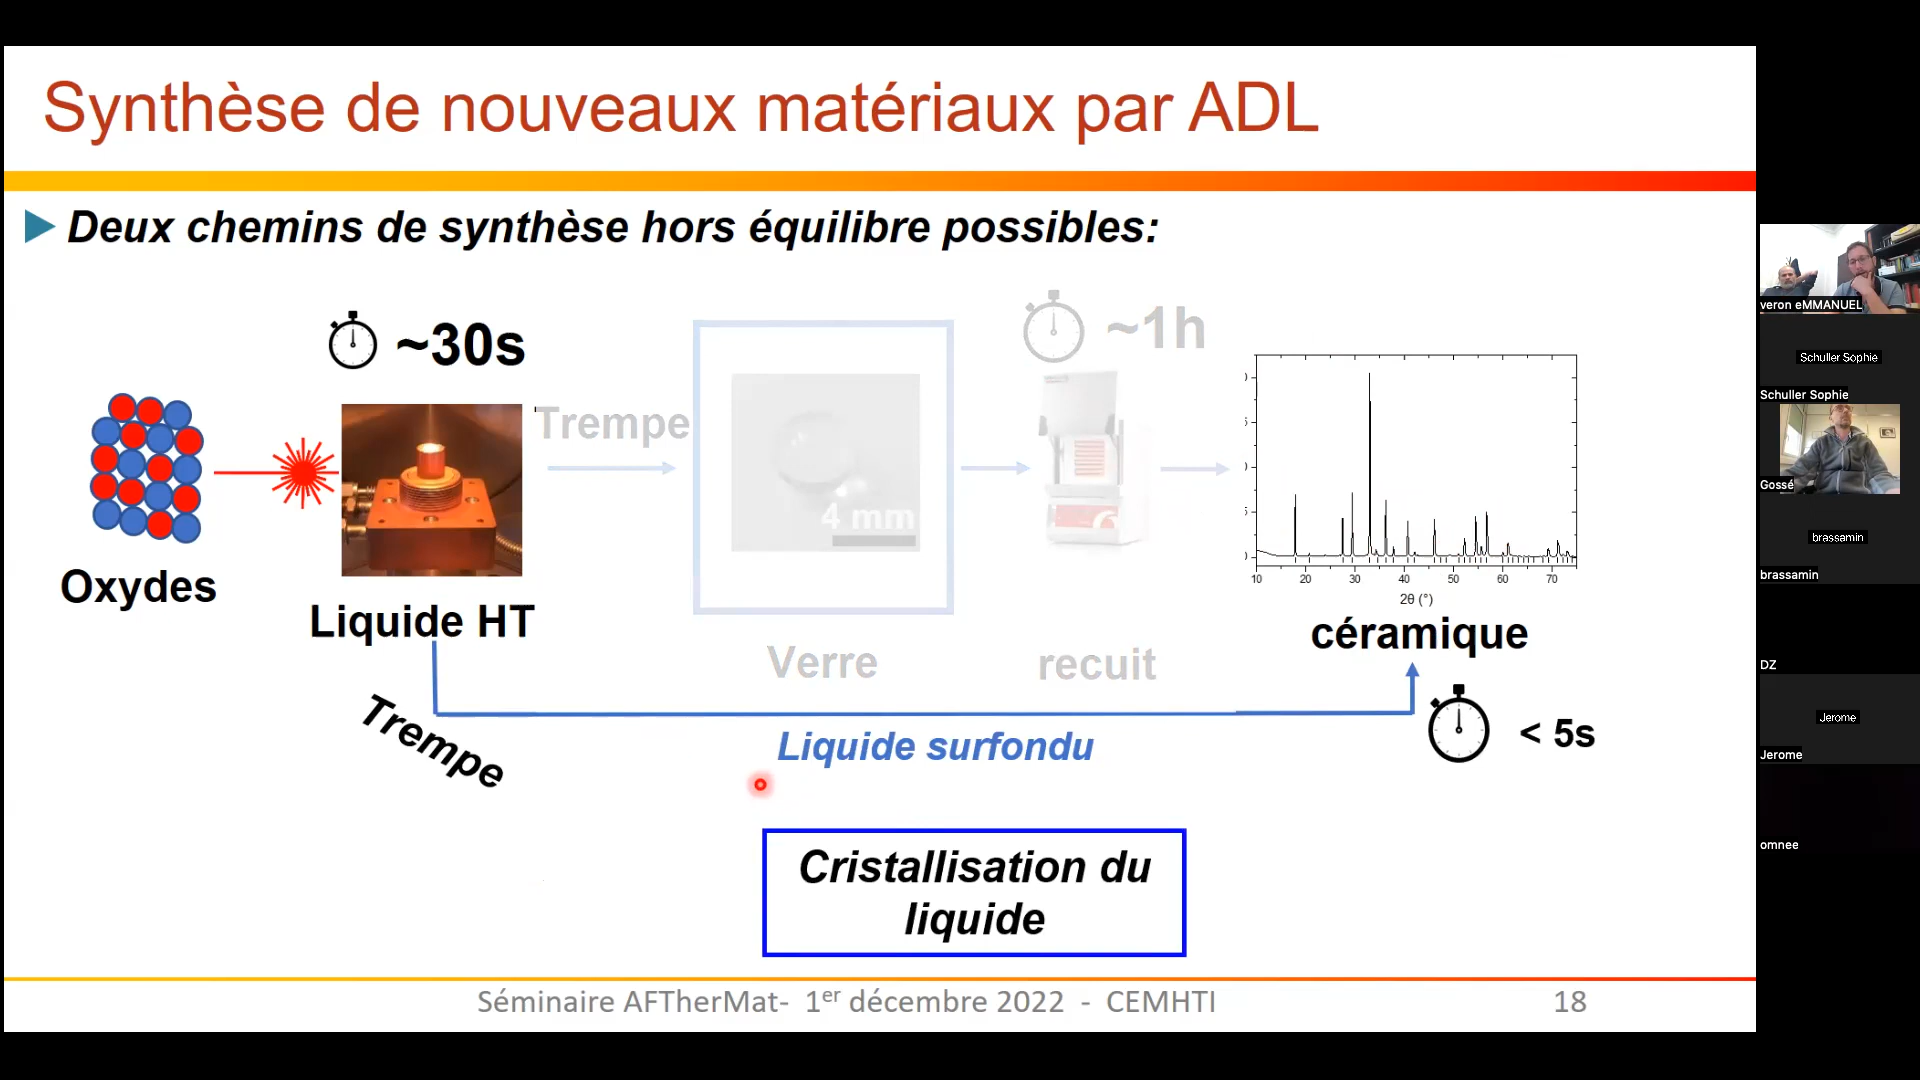 Synthèse de nouveaux matériaux par ADL
Deux chemins de synthèse hors équilibre possibles:
~30s
~1h
Trempe
4 mm
Oxydes
Liquide HT
Verre
recuit
10 20 30 40 50 60 70
2θ (°)
céramique
Trempe
Liquide surfondu
< 5s
Cristallisation du
liquide
Séminaire AFTherMat- 1er décembre 2022 - CEMHTI
18
veron eMMANUEL
Schuller Sophie
Schuller Sophie
Gossé
brassamin
brassamin
DZ
Jerome
Jerome
omnee